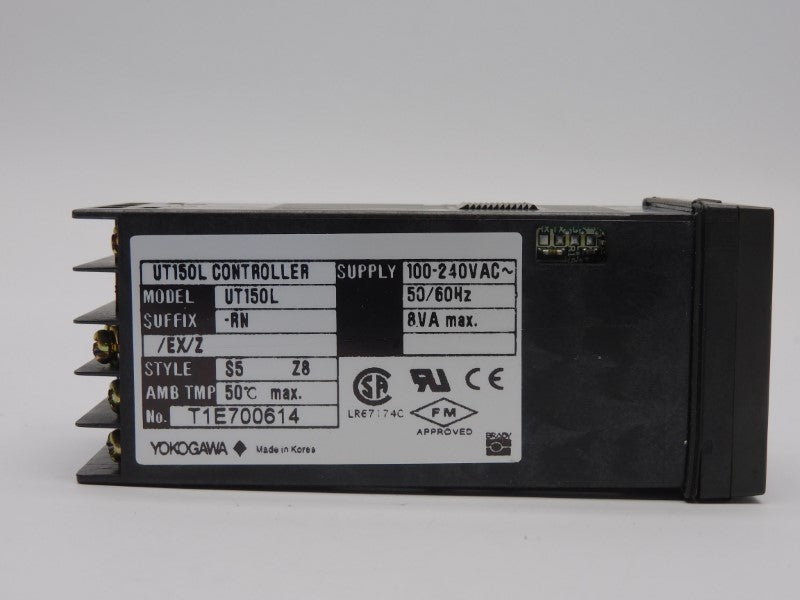 UT150L CONTROLLER SUPPLY 100-240VAC~
MODEL UT150L 50/60Hz
SUFFIX -RN 8VA max.
/EX/Z
STYLE S5 Z8
AMB TMP 50℃ max.
No. T1E700614
LR67174C
FM
APPROVED
YOKOGAWA Made in Korea
BRADY